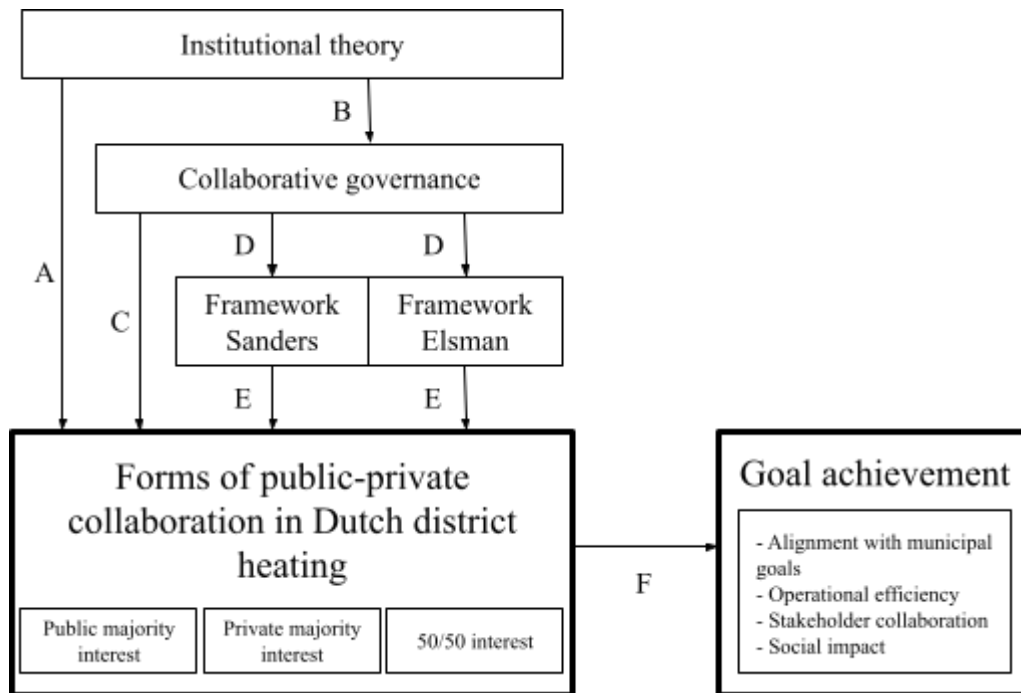 Institutional theory
B
Collaborative governance
A
C
D
D
Framework
Sanders
Framework
Elsman
E
E
Forms of public-private
collaboration in Dutch district
heating
Public majority
interest
Private majority
interest
50/50 interest
F
Goal achievement
- Alignment with municipal
goals
- Operational efficiency
- Stakeholder collaboration
- Social impact